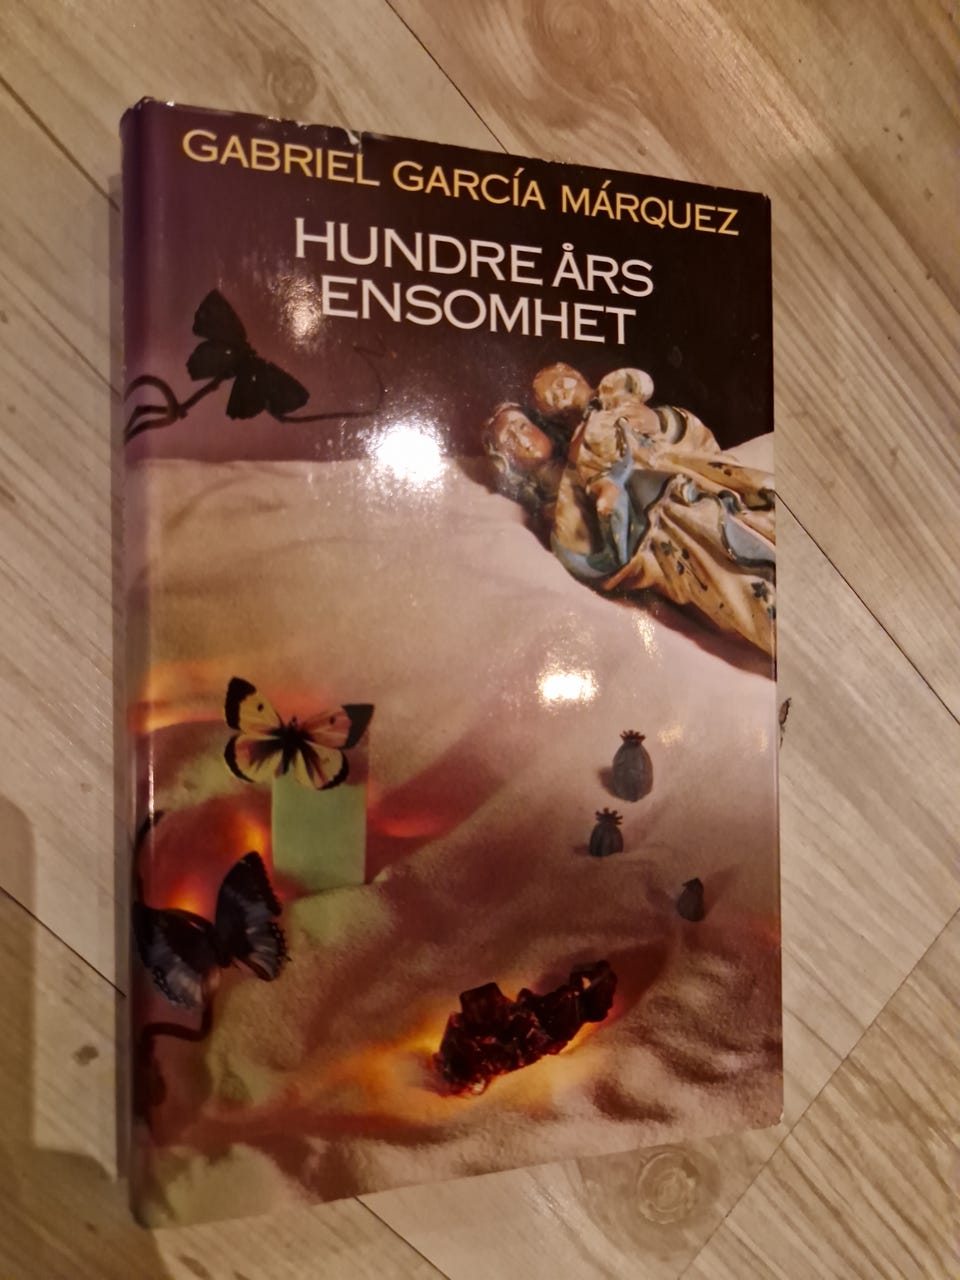 GABRIEL GARCÍA MÁRQUEZ
HUNDRE ÅRS
ENSOMHET